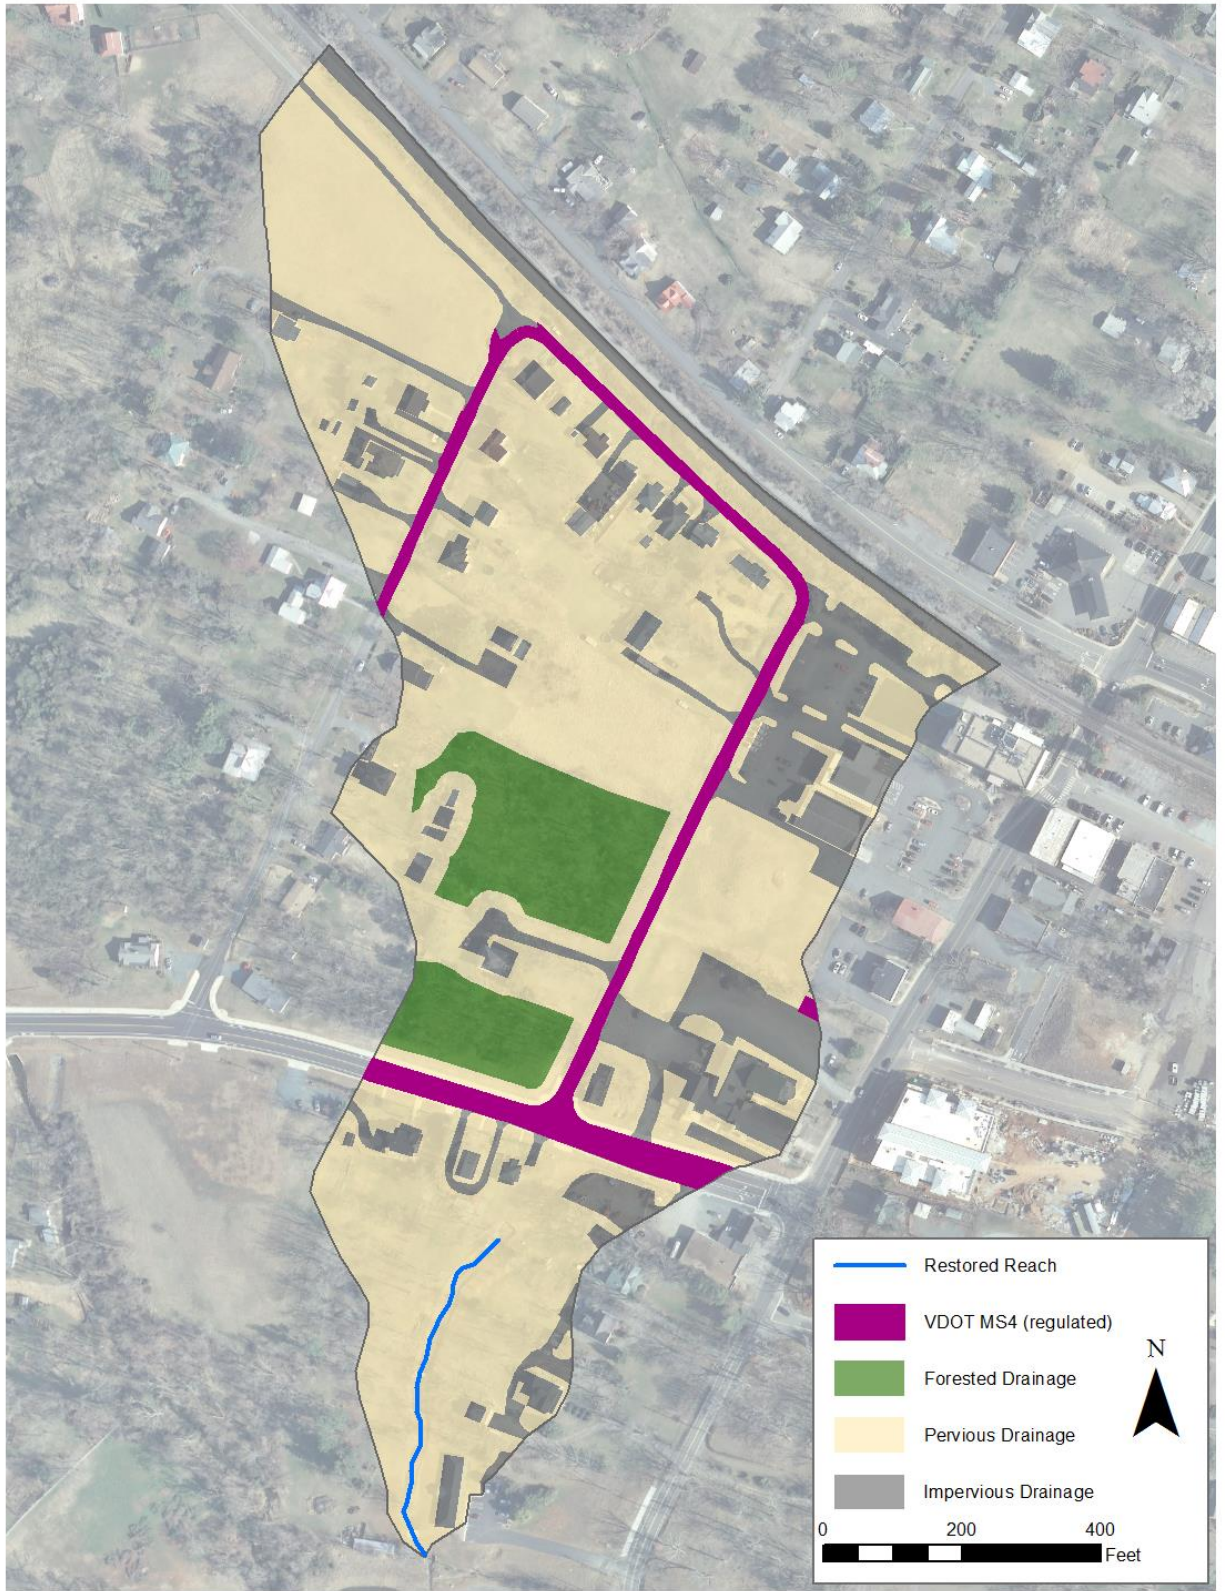 Restored Reach
VDOT MS4 (regulated)
N
Forested Drainage
Pervious Drainage
Impervious Drainage
0 200 400
Feet